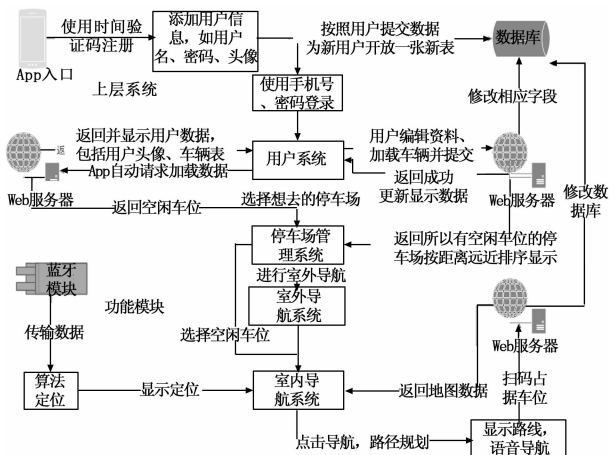 使用时间验
证码注册
添加用户信
息，如用户
名、密码、头像
按照用户提交数据
为新用户开放一张新表
数据库
App入口
上层系统
使用手机号
、密码登录
修改相应字段
返回并显示用户数据，
包括用户头像、车辆表
App自动请求加载数据
返
用户系统
用户编辑资料、
加载车辆并提交
返回成功
更新显示数据
Web服务器
Web服务器
修改数
据库
返回空闲车位
选择想去的停车场
停车场管
理系统
返回所以有空闲车位的停
车场按距离远近排序显示
进行室外导航
蓝牙
模块
功能模块
室外导
航系统
传输数据
选择空闲车位
Web服务器
算法
定位
显示定位
室内导
航系统
返回地图数据
扫码占
据车位
点击导航，路径规划
显示路线，
语音导航